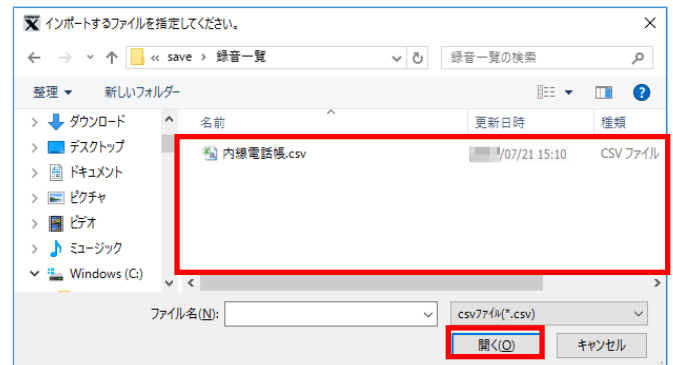 インポートするファイルを指定してください。
« save › 録音一覧
録音一覧の検索
整理 新しいフォルダー
名前 更新日時 種類
ダウンロード
デスクトップ
ドキュメント
ピクチャ
ビデオ
ミュージック
Windows (C:)
内線電話帳.csv /07/21 15:10 CSV ファイル
ファイル名(N): csvファイル(*.csv)
開く(O) キャンセル